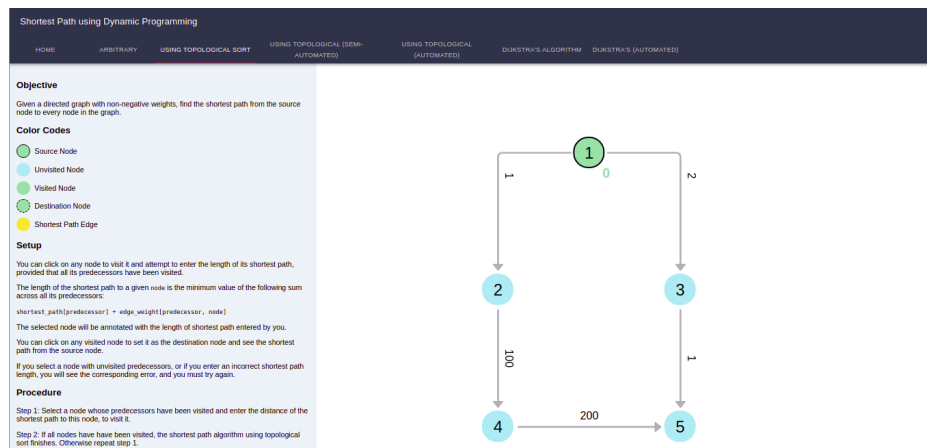 Shortest Path using Dynamic Programming
HOME
ARBITRARY
USING TOPOLOGICAL SORT
USING TOPOLOGICAL (SEMI-
AUTOMATED)
USING TOPOLOGICAL
(AUTOMATED)
DIJKSTRA'S ALGORITHM
DIJKSTRA'S (AUTOMATED)
Objective
Given a directed graph with non-negative weights, find the shortest path from the source
node to every node in the graph.
Color Codes
Source Node
Unvisited Node
Visited Node
Destination Node
Shortest Path Edge
Setup
You can click on any node to visit it and attempt to enter the length of its shortest path,
provided that all its predecessors have been visited.
The length of the shortest path to a given node is the minimum value of the following sum
across all its predecessors:
shortest_path[predecessor] + edge_weight[predecessor, node]
The selected node will be annotated with the length of shortest path entered by you.
You can click on any visited node to set it as the destination node and see the shortest
path from the source node.
If you select a node with unvisited predecessors, or if you enter an incorrect shortest path
length, you will see the corresponding error, and you must try again.
Procedure
Step 1: Select a node whose predecessors have been visited and enter the distance of the
shortest path to this node, to visit it.
Step 2: If all nodes have have been visited, the shortest path algorithm using topological
sort finishes. Otherwise repeat step 1.
1
0
1
2
2
3
100
1
200
4
5